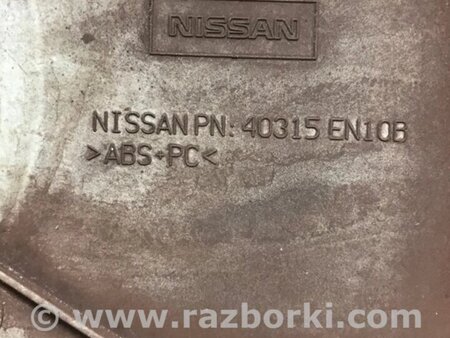 NISSAN
NISSAN PN: 40315 EN10B
>ABS+PC<
© www.razborki.com